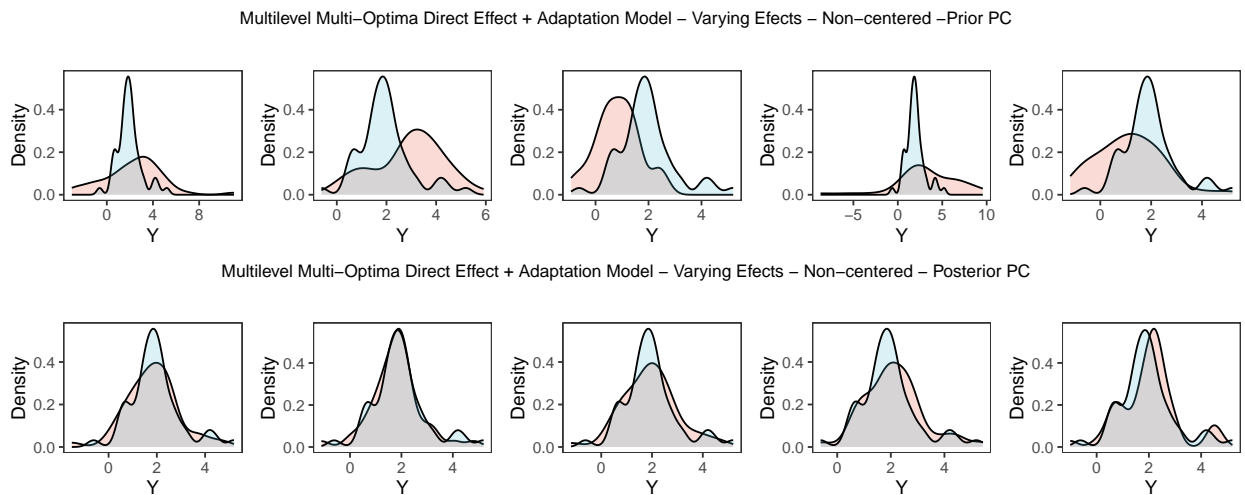 Multilevel Multi−Optima Direct Effect + Adaptation Model − Varying Efects − Non−centered −Prior PC
Density 0.4 0.2 0.0
0 4 8
Y
Density 0.4 0.2 0.0
0 2 4 6
Y
Density 0.4 0.2 0.0
0 2 4
Y
Density 0.4 0.2 0.0
−5 0 5 10
Y
Density 0.4 0.2 0.0
0 2 4
Y
Multilevel Multi−Optima Direct Effect + Adaptation Model − Varying Efects − Non−centered − Posterior PC
Density 0.4 0.2 0.0
0 2 4
Y
Density 0.4 0.2 0.0
0 2 4
Y
Density 0.4 0.2 0.0
0 2 4
Y
Density 0.4 0.2 0.0
0 2 4
Y
Density 0.4 0.2 0.0
0 2 4
Y